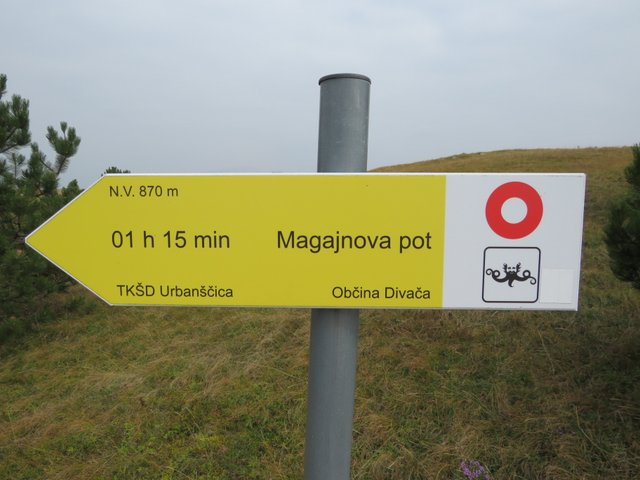 N.V. 870 m
01 h 15 min
Magajnova pot
TKŠD Urbanščica
Občina Divača